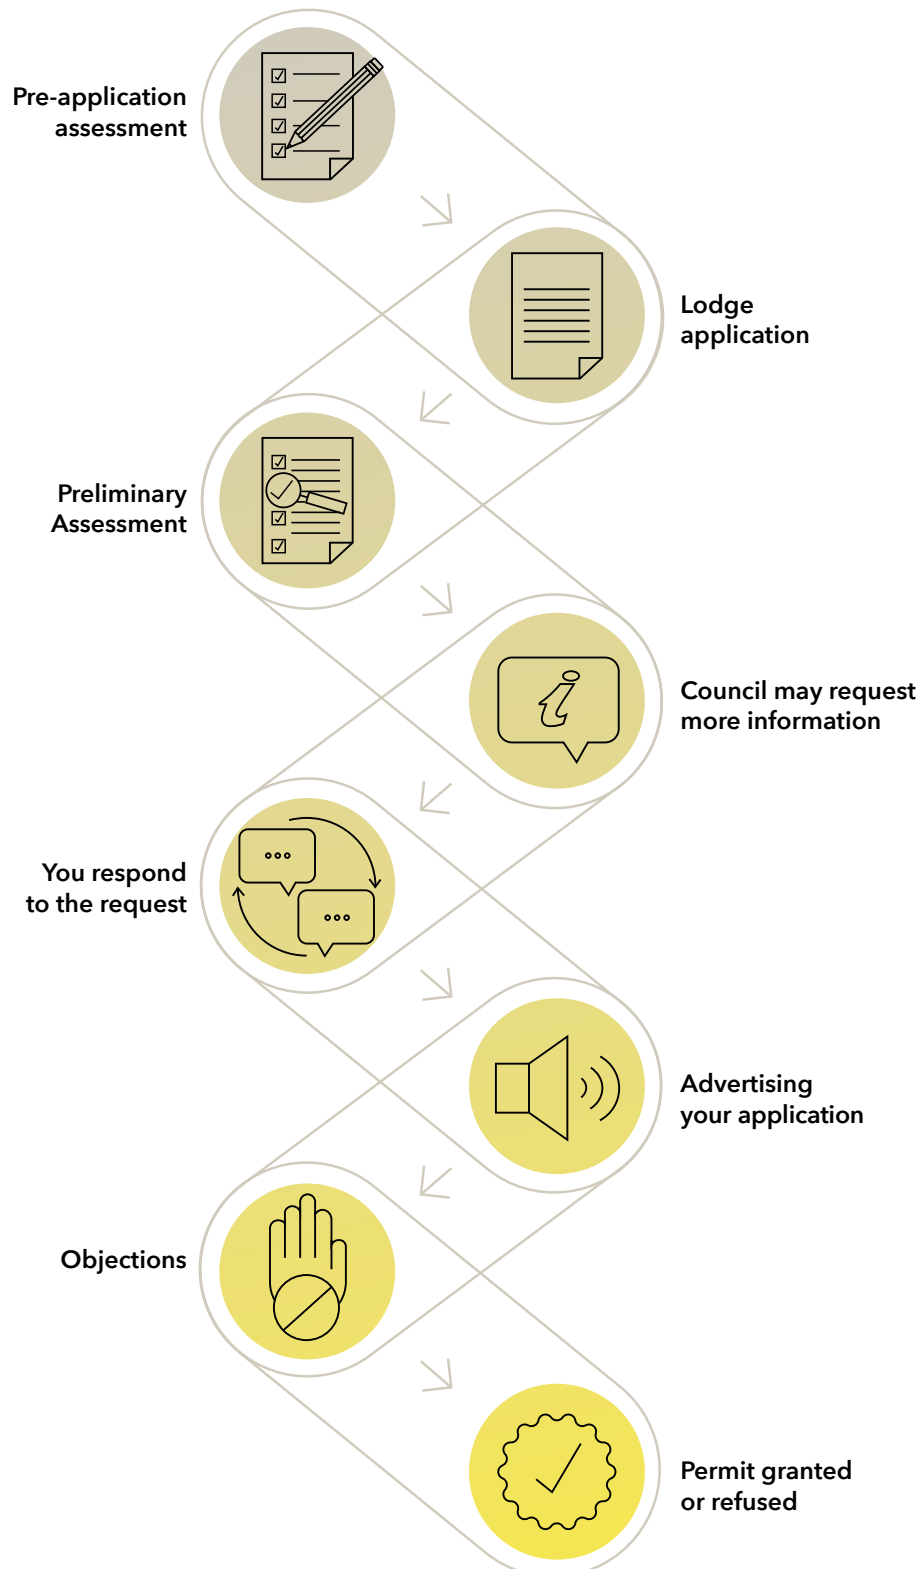 Pre-application
assessment
Lodge
application
Preliminary
Assessment
Council may request
more information
You respond
to the request
Advertising
your application
Objections
Permit granted
or refused